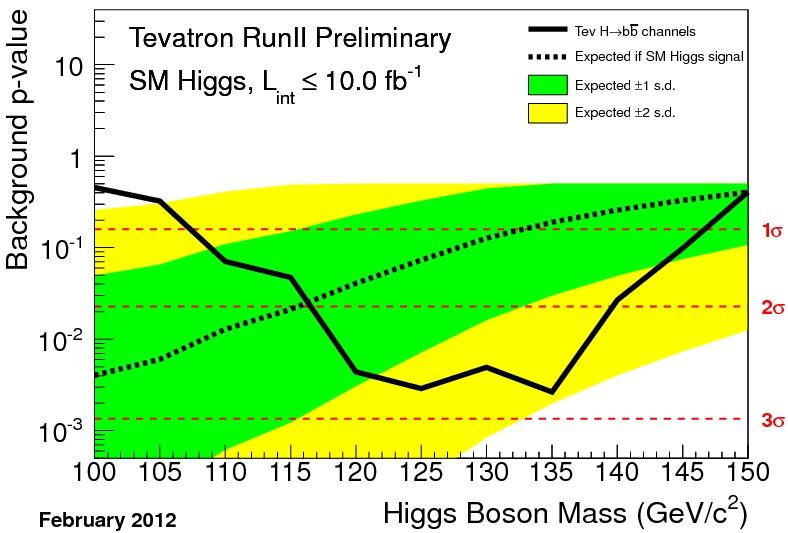 Tevatron RunII Preliminary
SM Higgs, L_int ≤ 10.0 fb⁻¹
Tev H→bb̅ channels
Expected if SM Higgs signal
Expected ±1 s.d.
Expected ±2 s.d.
Background p-value
10
1
10⁻¹
10⁻²
10⁻³
1σ
2σ
3σ
100 105 110 115 120 125 130 135 140 145 150
Higgs Boson Mass (GeV/c²)
February 2012